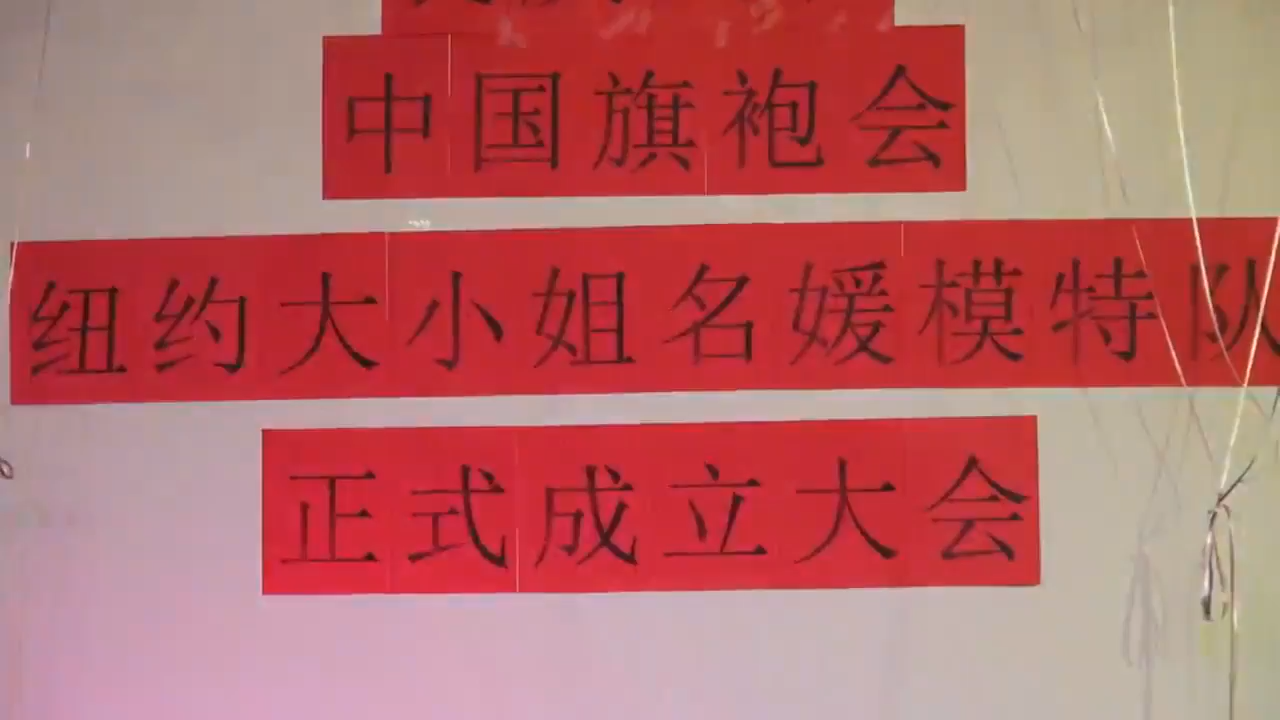 中国旗袍会
纽约大小姐名媛模特队
正式成立大会